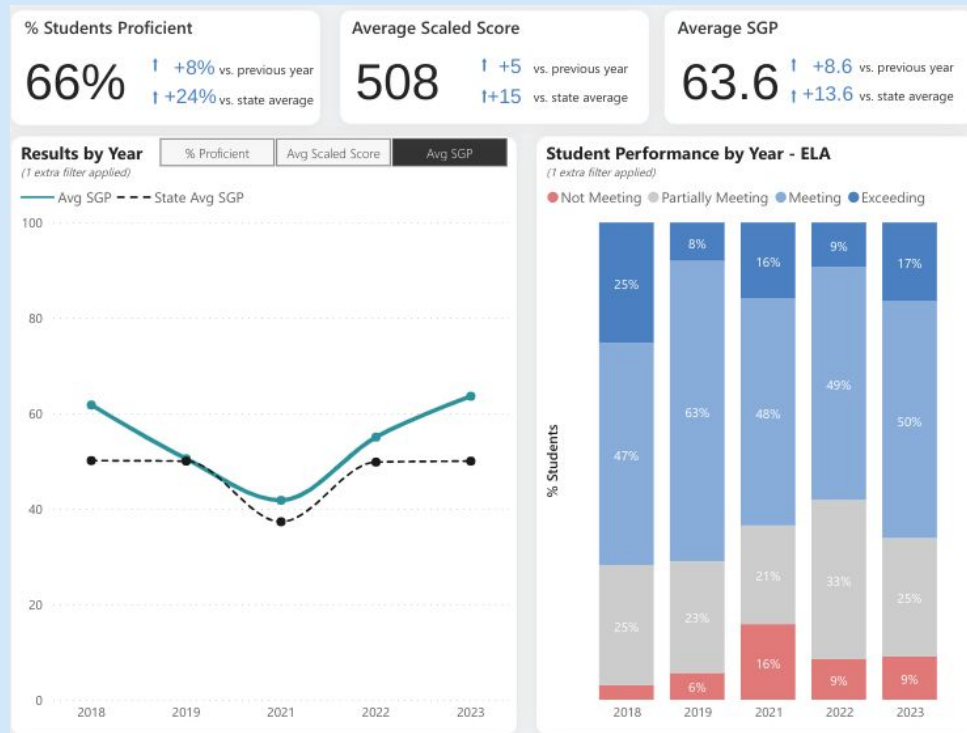 % Students Proficient
66%
↑ +8% vs. previous year
↑ +24% vs. state average
Average Scaled Score
508
↑ +5 vs. previous year
↑+15 vs. state average
Average SGP
63.6
↑ +8.6 vs. previous year
↑ +13.6 vs. state average
Results by Year
% Proficient
Avg Scaled Score
Avg SGP
(1 extra filter applied)
Avg SGP
State Avg SGP
100
80
60
40
20
0
2018 2019 2021 2022 2023
Student Performance by Year - ELA
(1 extra filter applied)
Not Meeting Partially Meeting Meeting Exceeding
% Students
25%
47%
25%
8%
63%
23%
6%
16%
48%
21%
16%
9%
49%
33%
9%
17%
50%
25%
9%
2018 2019 2021 2022 2023